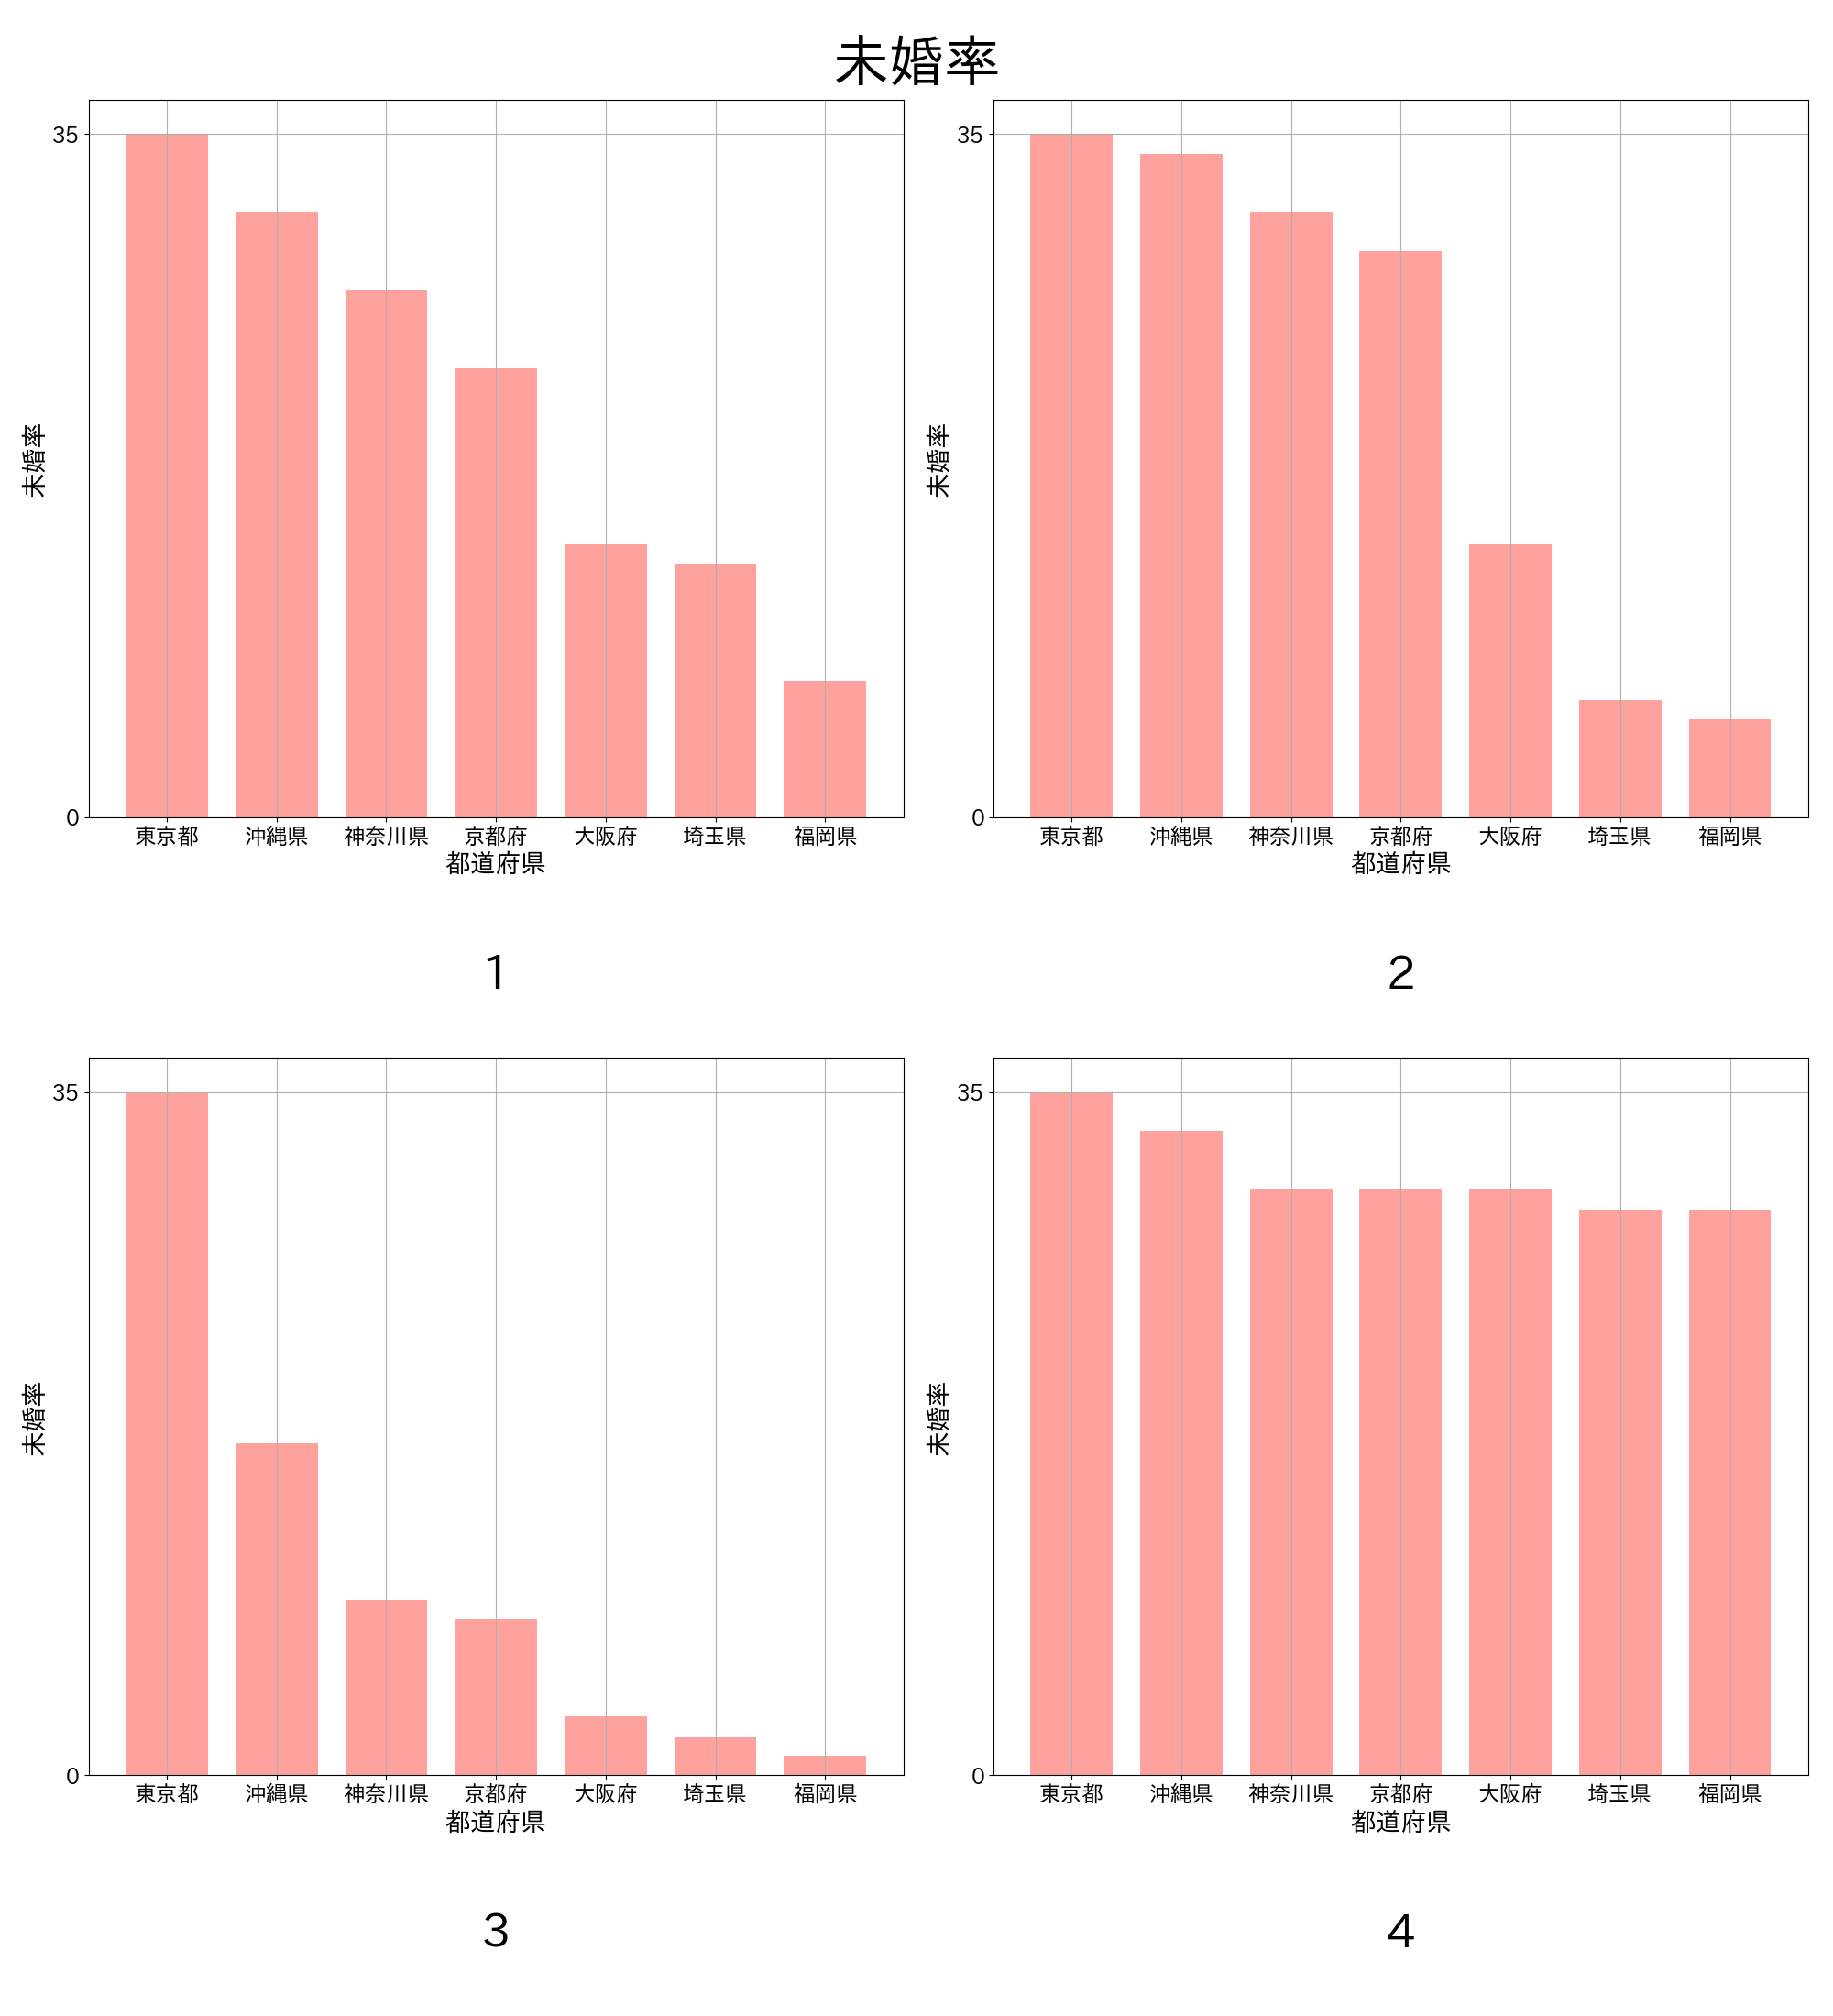 未婚率
35
0
未婚率
東京都 沖縄県 神奈川県 京都府 大阪府 埼玉県 福岡県
都道府県
1
35
0
未婚率
東京都 沖縄県 神奈川県 京都府 大阪府 埼玉県 福岡県
都道府県
2
35
0
未婚率
東京都 沖縄県 神奈川県 京都府 大阪府 埼玉県 福岡県
都道府県
3
35
0
未婚率
東京都 沖縄県 神奈川県 京都府 大阪府 埼玉県 福岡県
都道府県
4